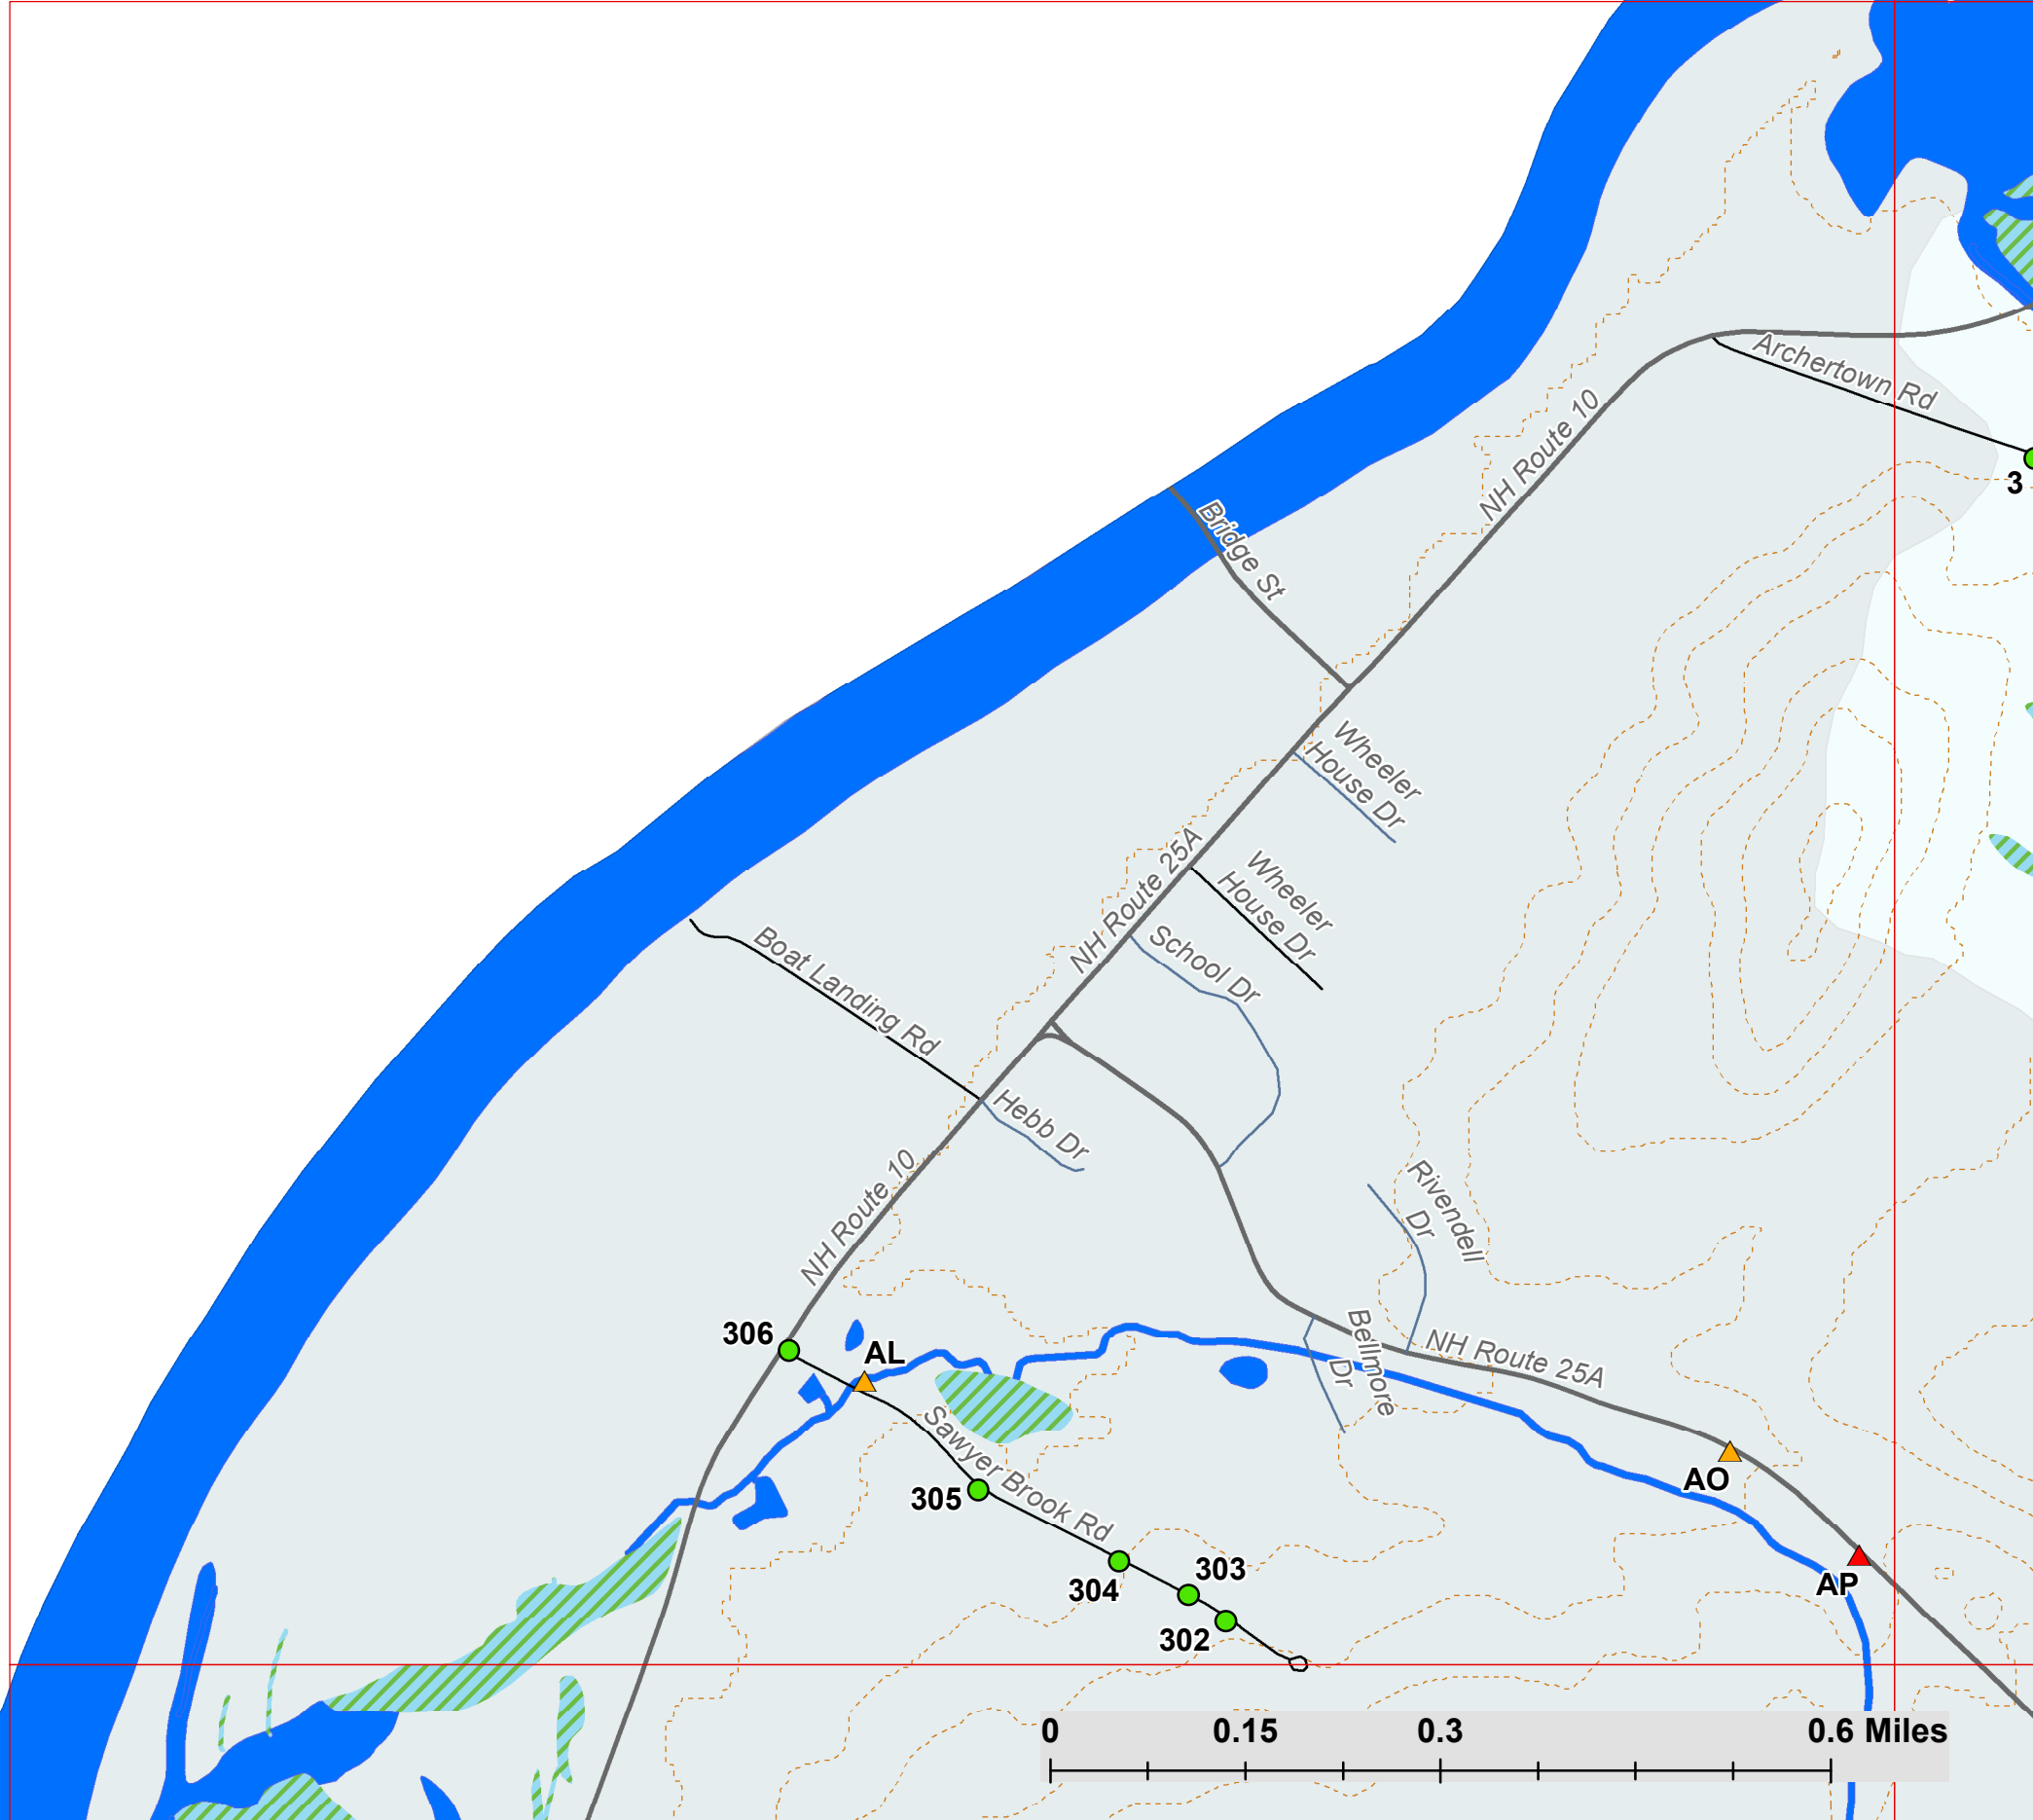 Archertown Rd
NH Route 10
3
Bridge St
Wheeler
House Dr
NH Route 25A
Wheeler
House Dr
School Dr
Boat Landing Rd
Hebb Dr
NH Route 10
Rivendell
Dr
306
AL
Bellmore
Dr
NH Route 25A
Sawyer Brook Rd
305
AO
304
303
AP
302
0 0.15 0.3 0.6 Miles